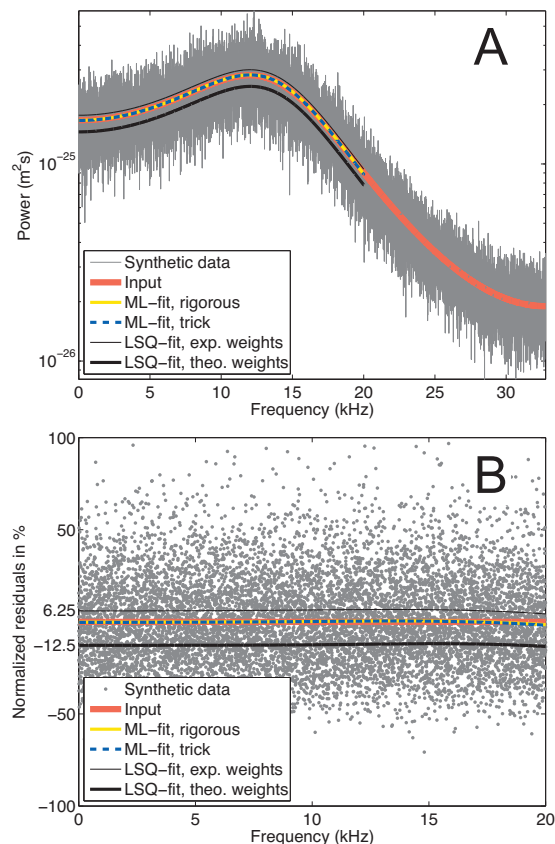 A
Power (m²s)
10⁻²⁵
10⁻²⁶
Synthetic data
Input
ML−fit, rigorous
ML−fit, trick
LSQ−fit, exp. weights
LSQ−fit, theo. weights
0 5 10 15 20 25 30
Frequency (kHz)
B
Normalized residuals in %
100
50
6.25
−12.5
−50
−100
Synthetic data
Input
ML−fit, rigorous
ML−fit, trick
LSQ−fit, exp. weights
LSQ−fit, theo. weights
0 5 10 15 20
Frequency (kHz)